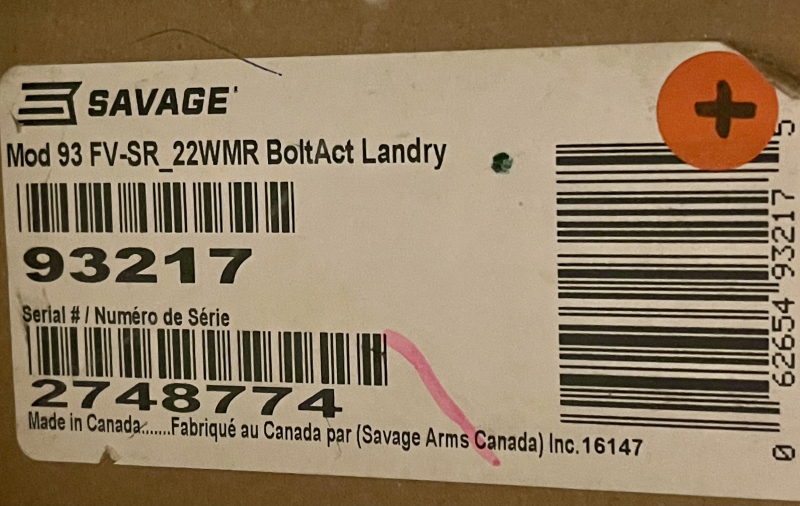 SAVAGE
Mod 93 FV-SR_22WMR BoltAct Landry
93217
Serial # / Numéro de Série
2748774
Made in Canada.......Fabriqué au Canada par (Savage Arms Canada) Inc.16147
0 62654 93217 5